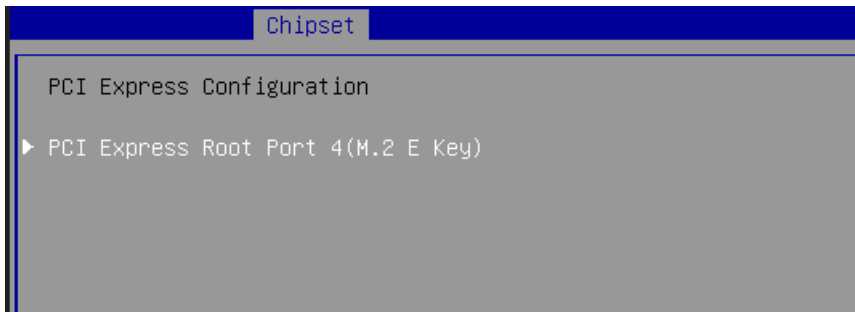 Chipset
PCI Express Configuration
PCI Express Root Port 4(M.2 E Key)